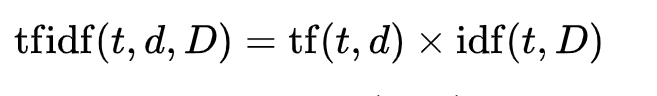 tfidf(t, d, D) = tf(t, d) × idf(t, D)